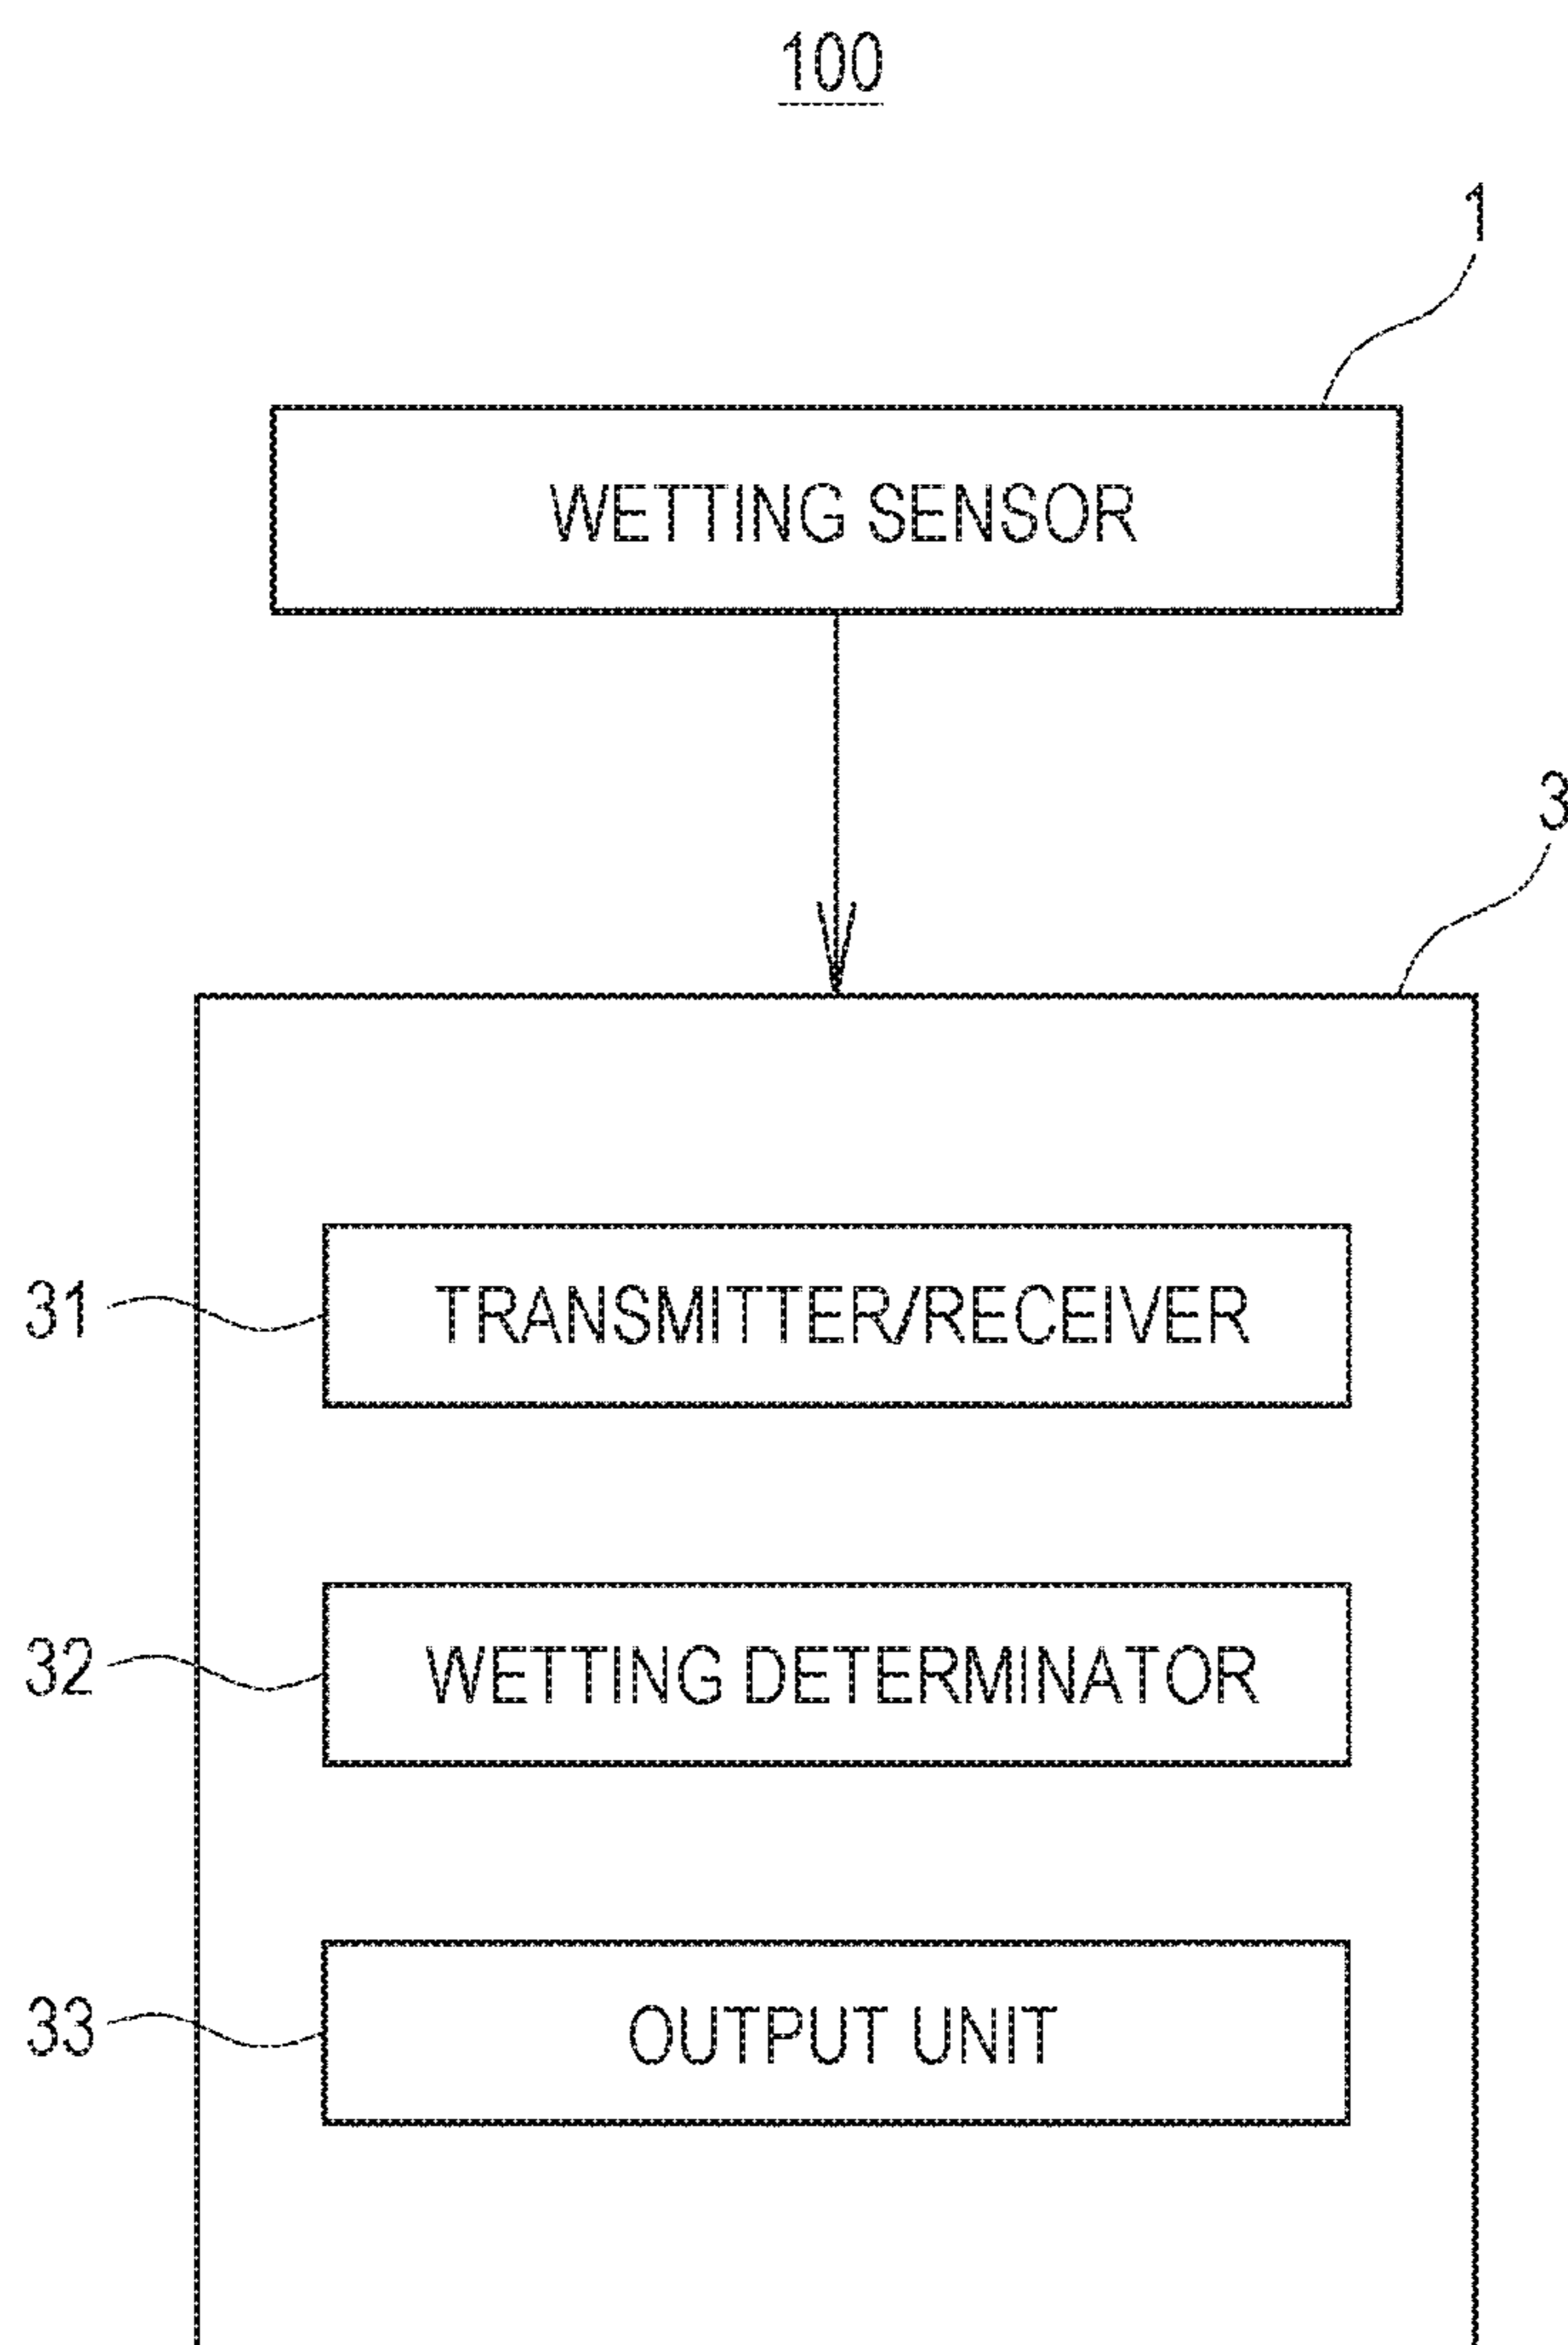 100
1
WETTING SENSOR
3
31 TRANSMITTER/RECEIVER
32 WETTING DETERMINATOR
33 OUTPUT UNIT